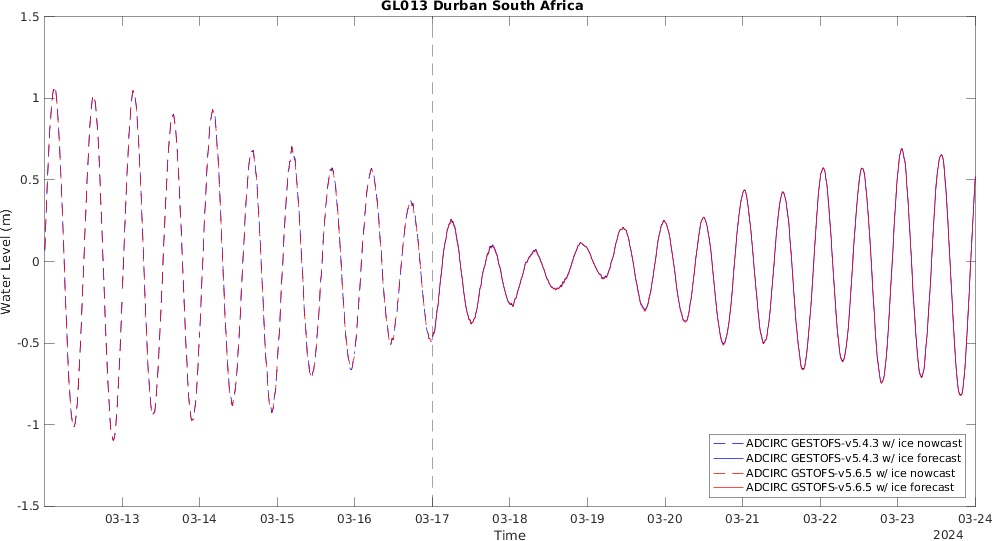 GL013 Durban South Africa
1.5
1
0.5
0
-0.5
-1
-1.5
Water Level (m)
ADCIRC GESTOFS-v5.4.3 w/ ice nowcast
ADCIRC GESTOFS-v5.4.3 w/ ice forecast
ADCIRC GSTOFS-v5.6.5 w/ ice nowcast
ADCIRC GSTOFS-v5.6.5 w/ ice forecast
03-13 03-14 03-15 03-16 03-17 03-18 03-19 03-20 03-21 03-22 03-23 03-24
Time
2024